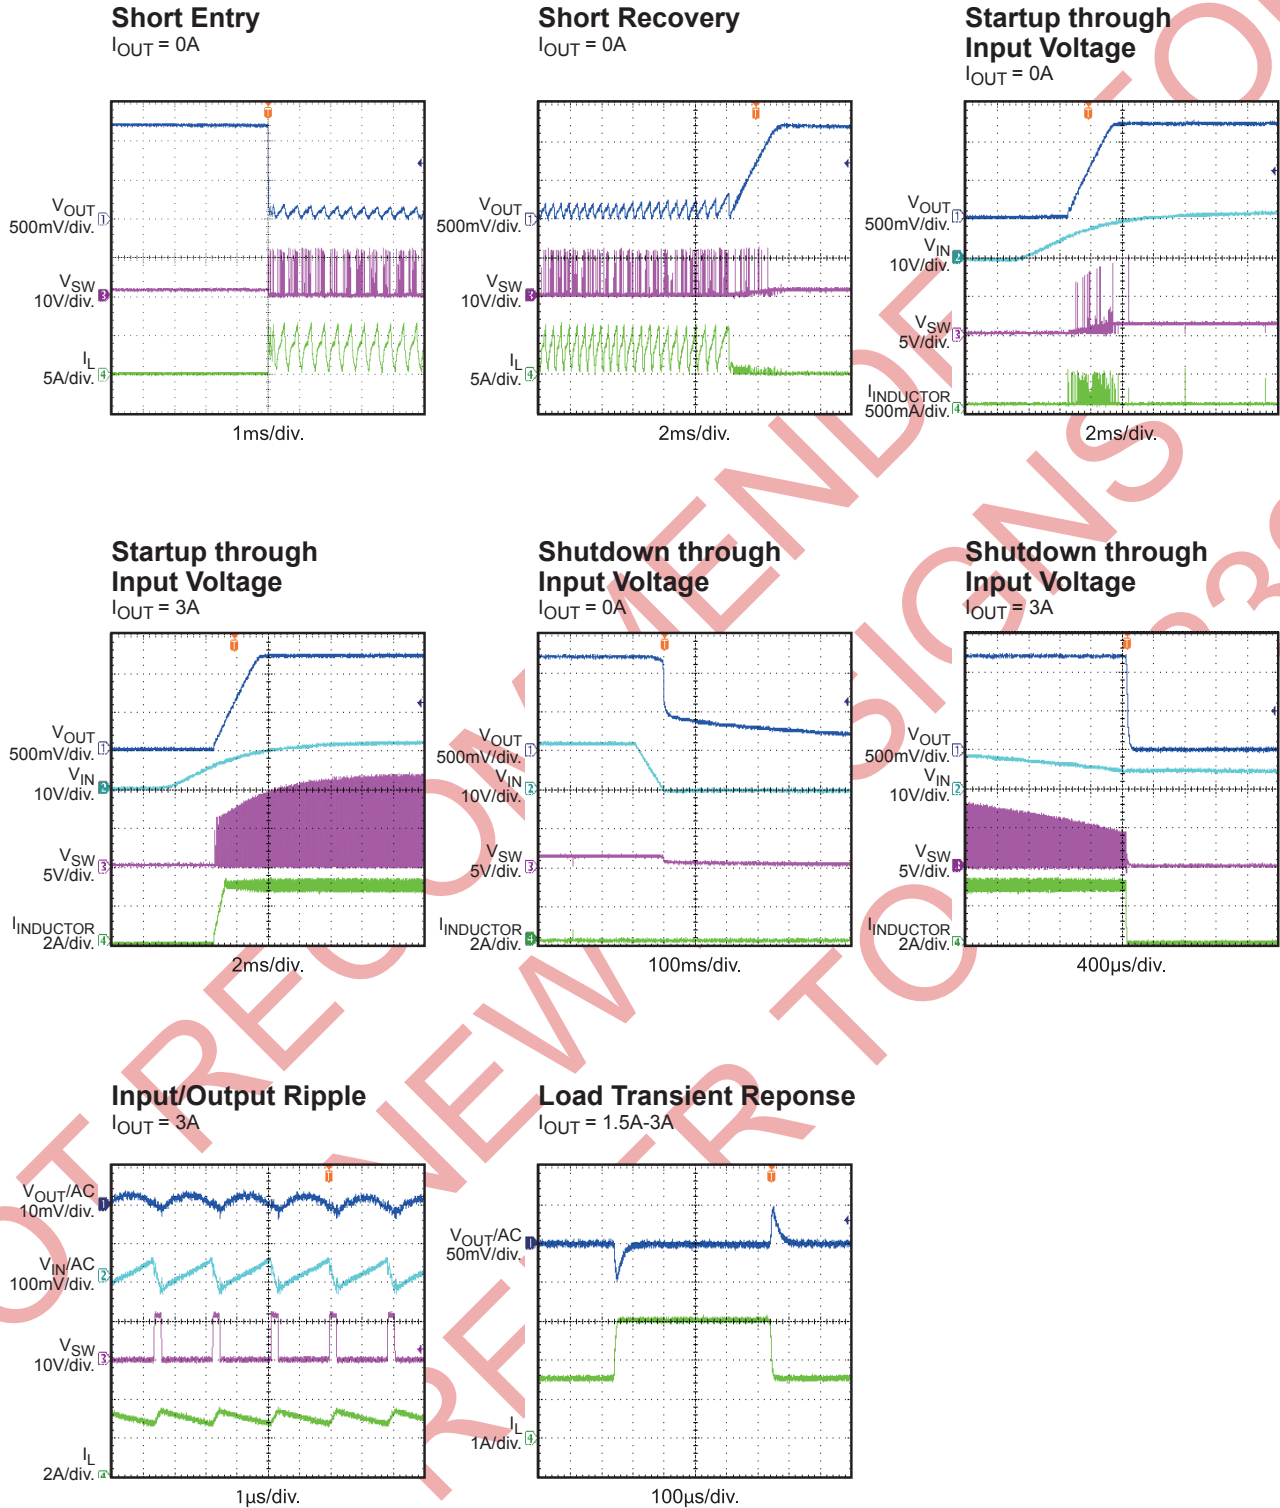 Short Entry
IOUT = 0A
VOUT
500mV/div.
VSW
10V/div.
IL
5A/div.
1ms/div.
Short Recovery
IOUT = 0A
VOUT
500mV/div.
VSW
10V/div.
IL
5A/div.
2ms/div.
Startup through
Input Voltage
IOUT = 0A
VOUT
500mV/div.
VIN
10V/div.
VSW
5V/div.
IINDUCTOR
500mA/div.
2ms/div.
Startup through
Input Voltage
IOUT = 3A
VOUT
500mV/div.
VIN
10V/div.
VSW
5V/div.
IINDUCTOR
2A/div.
2ms/div.
Shutdown through
Input Voltage
IOUT = 0A
VOUT
500mV/div.
VIN
10V/div.
VSW
5V/div.
IINDUCTOR
2A/div.
100ms/div.
Shutdown through
Input Voltage
IOUT = 3A
VOUT
500mV/div.
VIN
10V/div.
VSW
5V/div.
IINDUCTOR
2A/div.
400µs/div.
Input/Output Ripple
IOUT = 3A
VOUT/AC
10mV/div.
VIN/AC
100mV/div.
VSW
10V/div.
IL
2A/div.
1µs/div.
Load Transient Reponse
IOUT = 1.5A-3A
VOUT/AC
50mV/div.
IL
1A/div.
100µs/div.